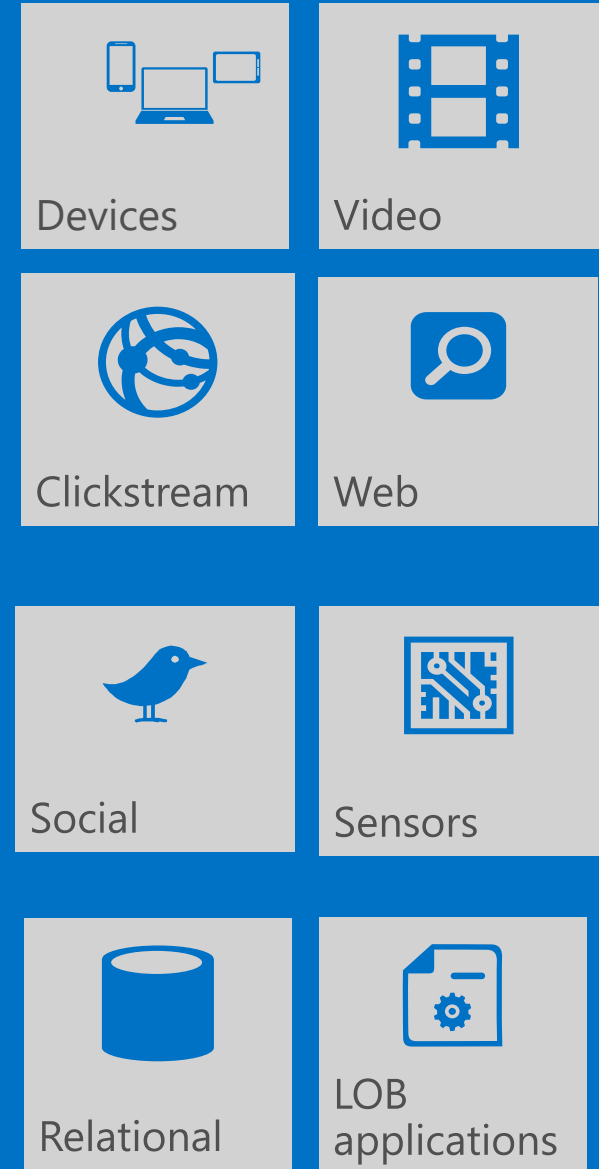 Devices
Video
Clickstream
Web
Social
Sensors
Relational
LOB
applications